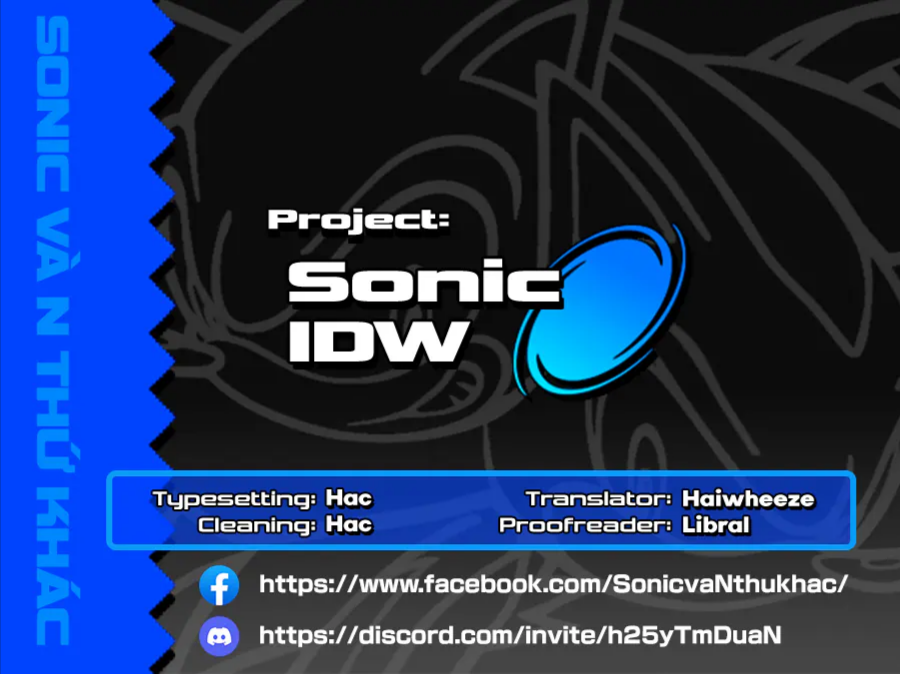 SONIC VÀ N THỨ KHÁC
Project:
Sonic
IDW
Typesetting: Hac
Cleaning: Hac
Translator: Haiwheeze
Proofreader: Libral
https://www.facebook.com/SonicvaNthukhac/
https://discord.com/invite/h25yTmDuaN